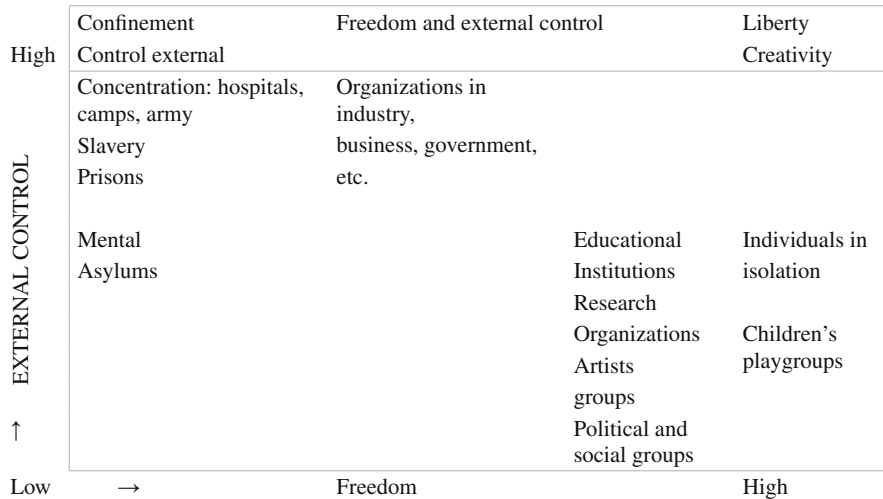 Confinement Freedom and external control Liberty
High Control external Creativity
Concentration: hospitals, Organizations in
camps, army industry,
Slavery business, government,
Prisons etc.
Mental Educational Individuals in
Asylums Institutions isolation
Research
Organizations Children's
Artists playgroups
groups
Political and
social groups
EXTERNAL CONTROL
↑
Low → Freedom High